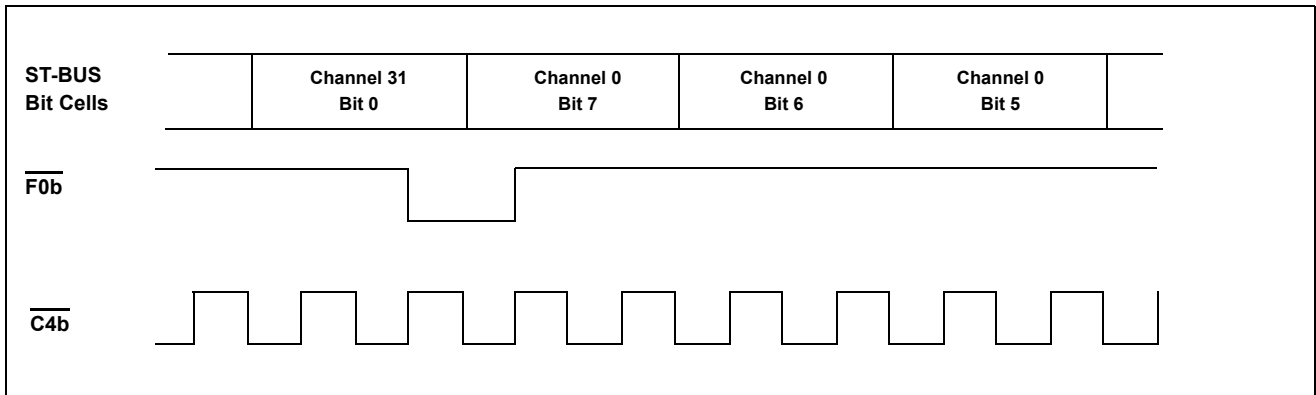 ST-BUS
Bit Cells
Channel 31
Bit 0
Channel 0
Bit 7
Channel 0
Bit 6
Channel 0
Bit 5
F0b
C4b